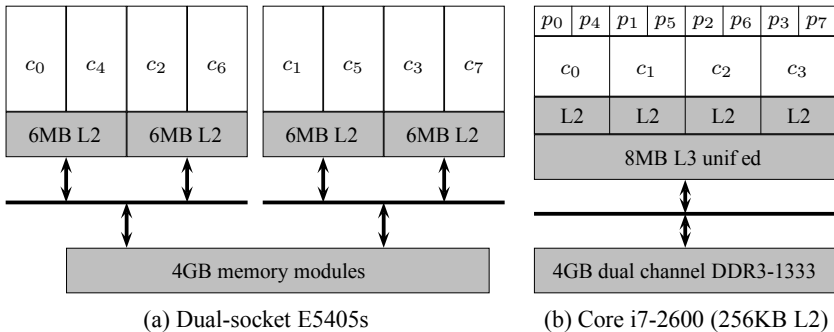 p0 p4 p1 p5 p2 p6 p3 p7
c0 c4 c2 c6 c1 c5 c3 c7
c0 c1 c2 c3
6MB L2 6MB L2 6MB L2 6MB L2
L2 L2 L2 L2
8MB L3 unif ed
4GB memory modules
4GB dual channel DDR3-1333
(a) Dual-socket E5405s
(b) Core i7-2600 (256KB L2)